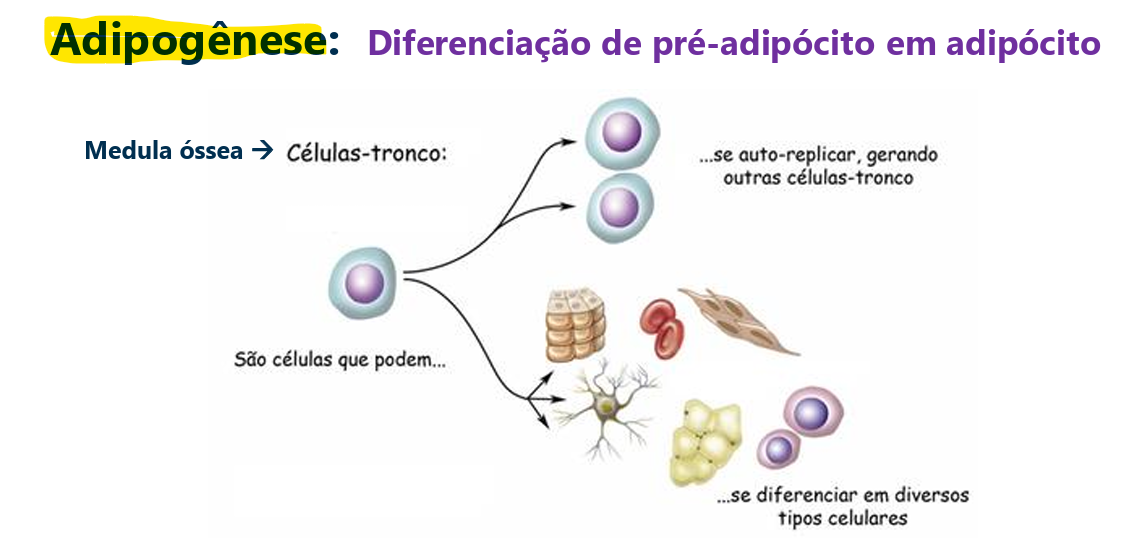 Adipogênese: Diferenciação de pré-adipócito em adipócito
Medula óssea → Células-tronco:
...se auto-replicar, gerando
outras células-tronco
São células que podem...
...se diferenciar em diversos
tipos celulares